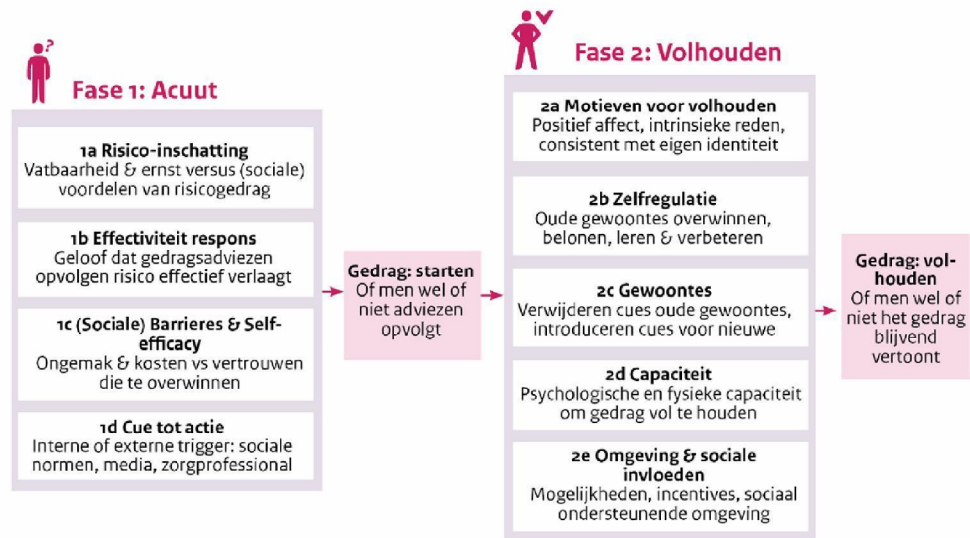 ?
Fase 1: Acuut
1a Risico-inschatting
Vatbaarheid & ernst versus (sociale)
voordelen van risicogedrag
1b Effectiviteit respons
Geloof dat gedragsadviezen
opvolgen risico effectief verlaagt
1c (Sociale) Barrieres & Self-
efficacy
Ongemak & kosten vs vertrouwen
die te overwinnen
1d Cue tot actie
Interne of externe trigger: sociale
normen, media, zorgprofessional
Gedrag: starten
Of men wel of
niet adviezen
opvolgt
Fase 2: Volhouden
2a Motieven voor volhouden
Positief affect, intrinsieke reden,
consistent met eigen identiteit
2b Zelfregulatie
Oude gewoontes overwinnen,
belonen, leren & verbeteren
2c Gewoontes
Verwijderen cues oude gewoontes,
introduceren cues voor nieuwe
2d Capaciteit
Psychologische en fysieke capaciteit
om gedrag vol te houden
2e Omgeving & sociale
invloeden
Mogelijkheden, incentives, sociaal
ondersteunende omgeving
Gedrag: vol-
houden
Of men wel of
niet het gedrag
blijvend
vertoont